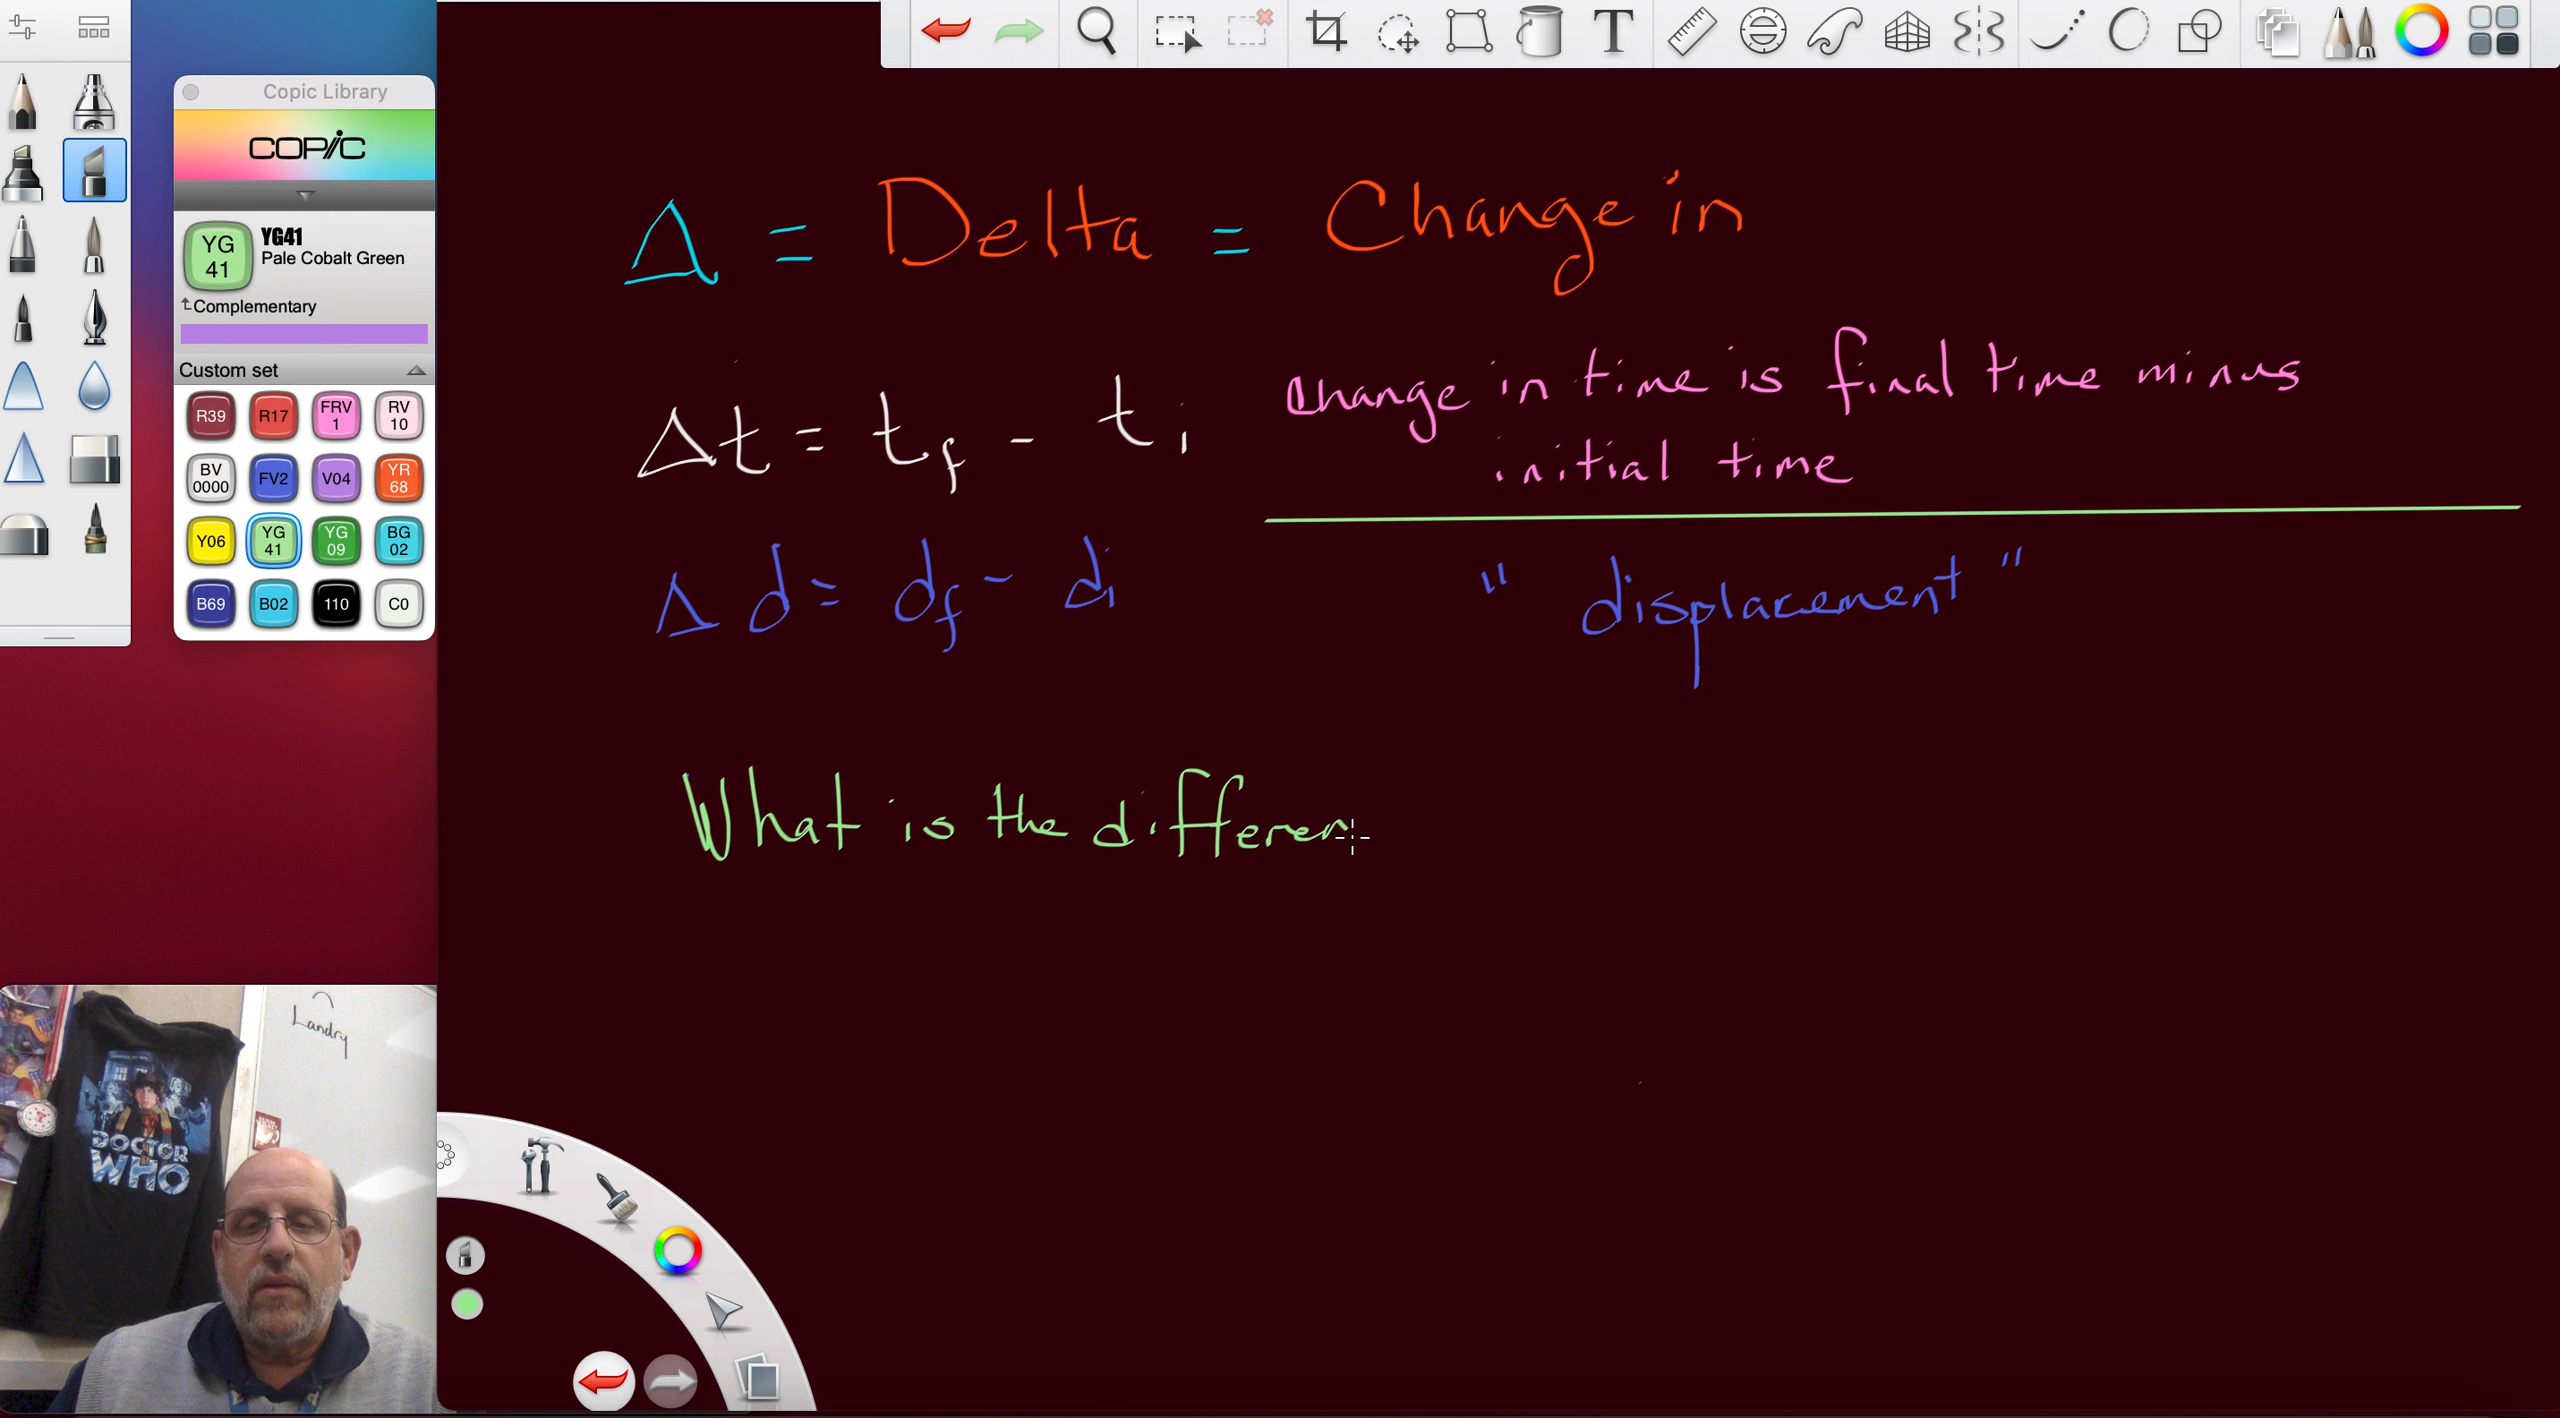 Copic Library
COPIC
YG 41
YG41
Pale Cobalt Green
Complementary
Custom set
R39 R17 FRV 1 RV 10
BV 0000 FV2 V04 YR 68
Y06 YG 41 YG 09 BG 02
B69 B02 110 C0
T
Δ = Delta = Change in
Δt = tf - ti
Change in time is final time minus
initial time
Δ d = df - di
" displacement "
What is the differen
Landry
DOCTOR
WHO